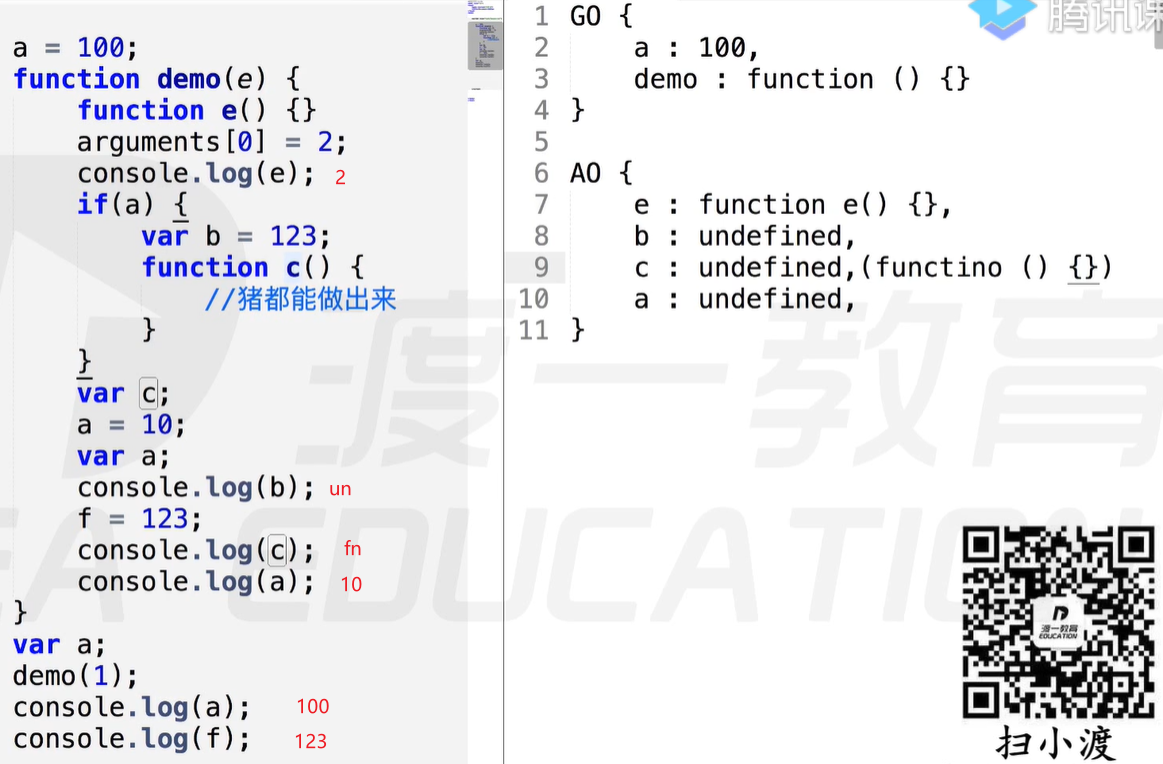 a = 100;
function demo(e) {
function e() {}
arguments[0] = 2;
console.log(e); 2
if(a) {
var b = 123;
function c() {
//猪都能做出来
}
}
var c;
a = 10;
var a;
console.log(b); un
f = 123;
console.log(c); fn
console.log(a); 10
}
var a;
demo(1);
console.log(a); 100
console.log(f); 123
1 GO {
2 a : 100,
3 demo : function () {}
4 }
5
6 AO {
7 e : function e() {},
8 b : undefined,
9 c : undefined,(functino () {})
10 a : undefined,
11 }
腾讯课
渡一教育
EA EDUCATION
渡一教育
EDUCATION
扫小渡